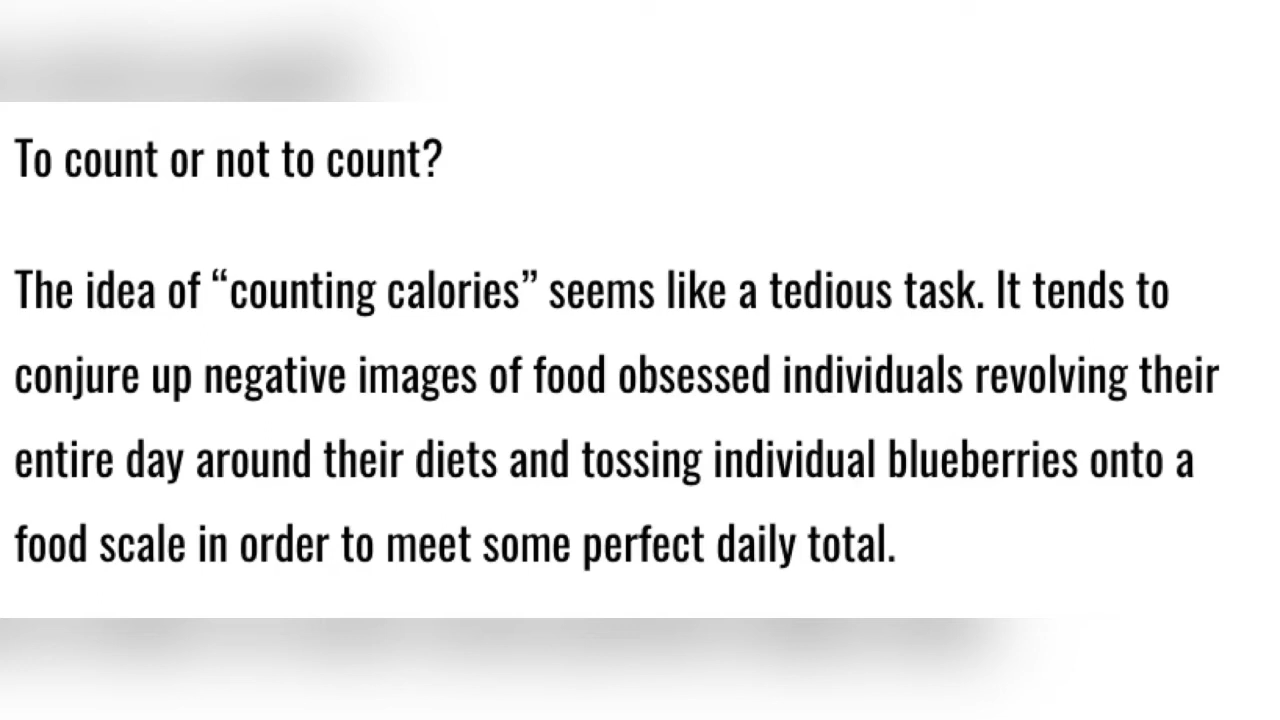 To count or not to count?
The idea of “counting calories” seems like a tedious task. It tends to
conjure up negative images of food obsessed individuals revolving their
entire day around their diets and tossing individual blueberries onto a
food scale in order to meet some perfect daily total.